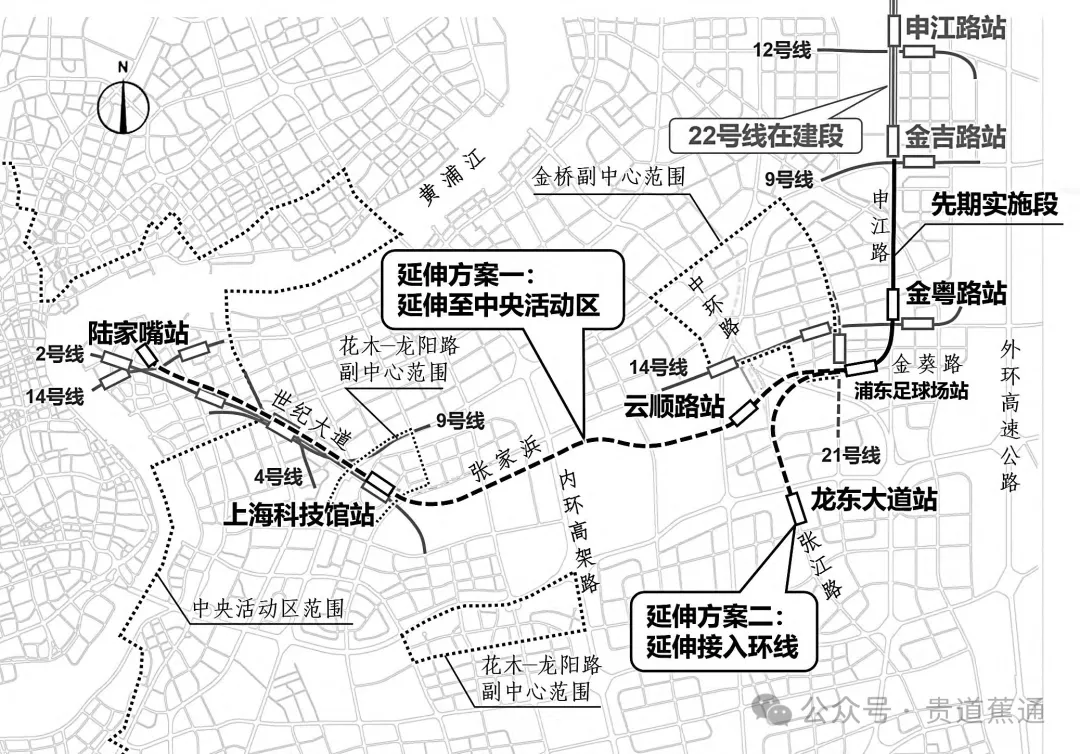 N
申江路站
12号线
22号线在建段
金吉路站
9号线
金桥副中心范围
黄浦江
申江路
先期实施段
延伸方案一：
延伸至中央活动区
中环路
金粤路站
陆家嘴站
2号线
14号线
花木—龙阳路
副中心范围
14号线
金葵路
浦东足球场站
外环高速公路
云顺路站
世纪大道
9号线
张家浜
21号线
4号线
上海科技馆站
内环高架路
龙东大道站
张江路
中央活动区范围
延伸方案二：
延伸接入环线
花木—龙阳路
副中心范围
公众号·贵道蕉通